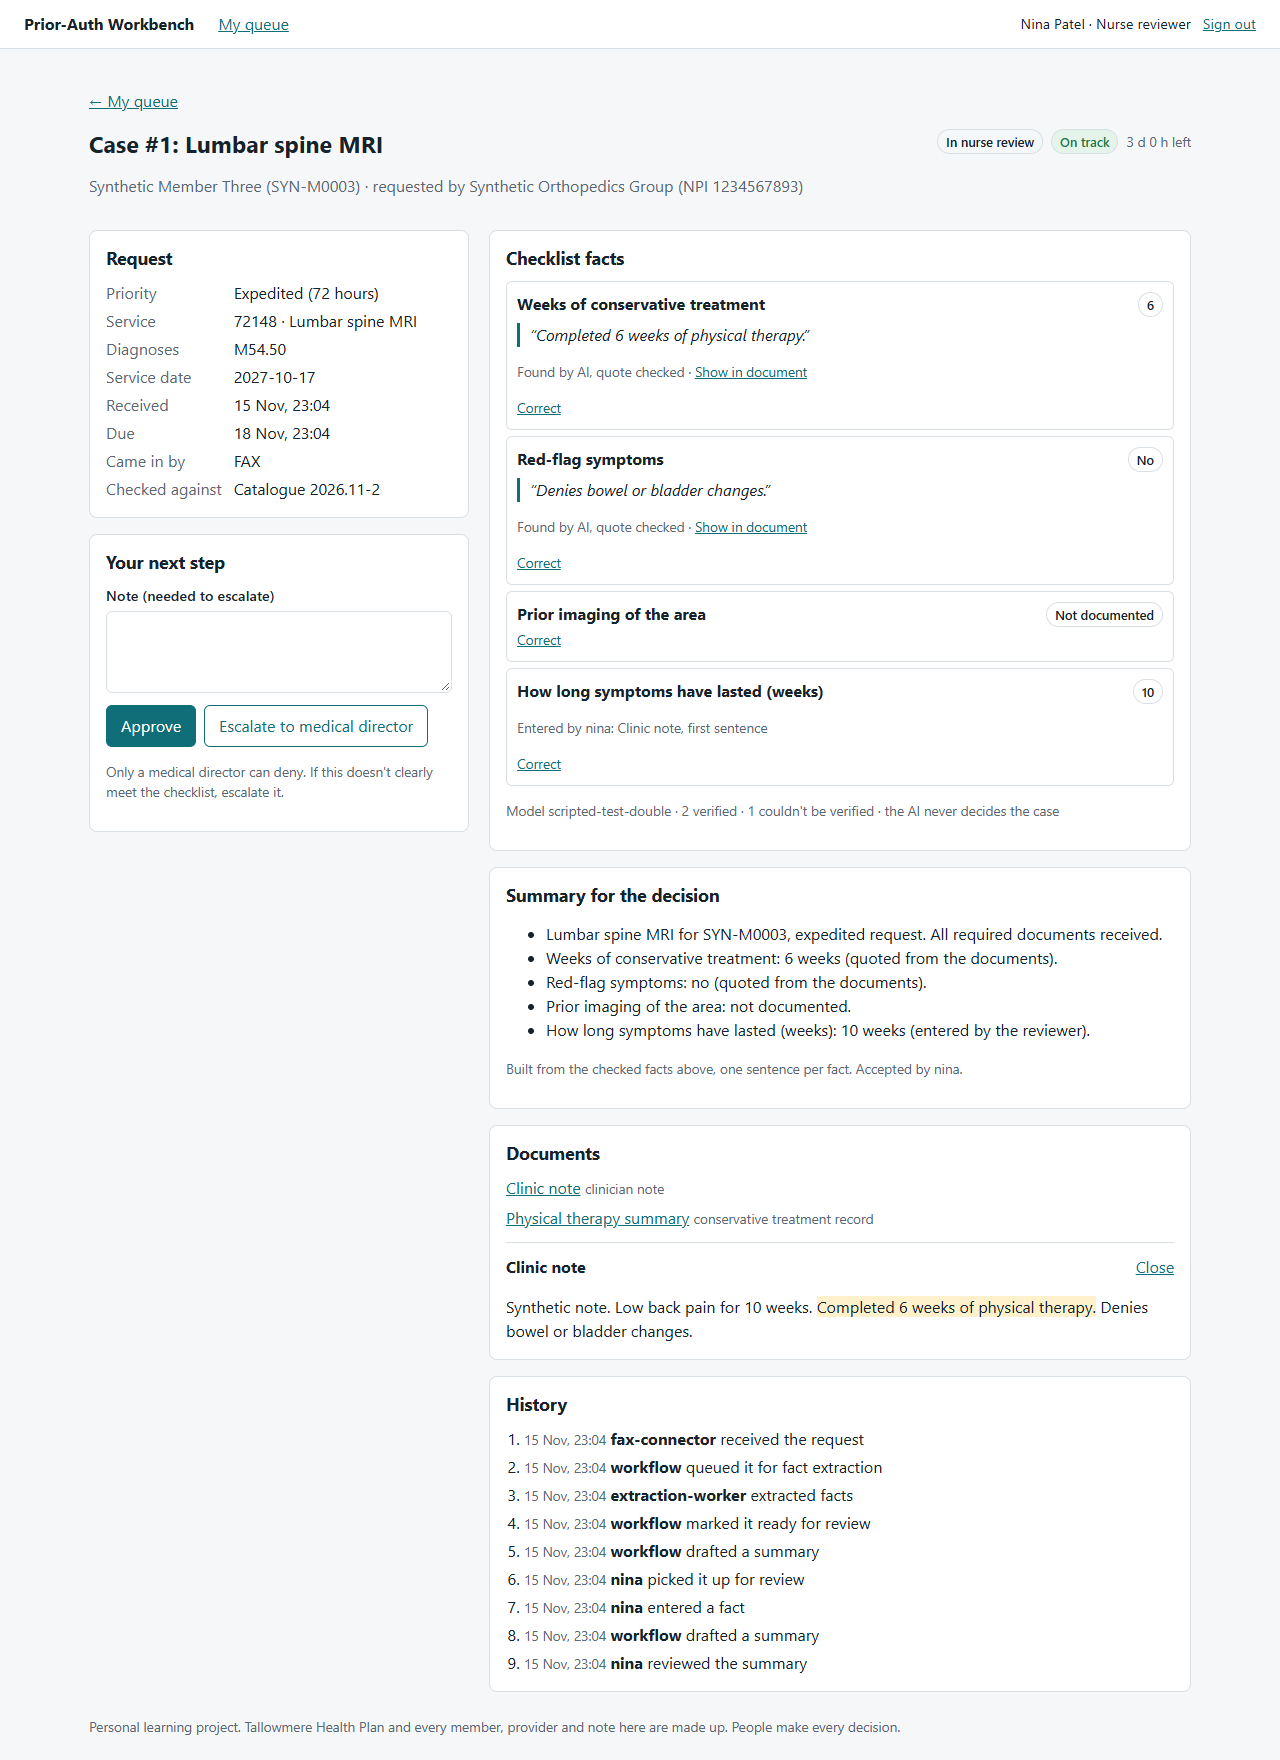 Prior-Auth Workbench My queue Nina Patel · Nurse reviewer Sign out
← My queue
Case #1: Lumbar spine MRI In nurse review On track 3 d 0 h left
Synthetic Member Three (SYN-M0003) · requested by Synthetic Orthopedics Group (NPI 1234567893)
Request
Priority Expedited (72 hours)
Service 72148 · Lumbar spine MRI
Diagnoses M54.50
Service date 2027-10-17
Received 15 Nov, 23:04
Due 18 Nov, 23:04
Came in by FAX
Checked against Catalogue 2026.11-2
Your next step
Note (needed to escalate)
Approve Escalate to medical director
Only a medical director can deny. If this doesn't clearly
meet the checklist, escalate it.
Checklist facts
Weeks of conservative treatment 6
“Completed 6 weeks of physical therapy.”
Found by AI, quote checked · Show in document
Correct
Red-flag symptoms No
“Denies bowel or bladder changes.”
Found by AI, quote checked · Show in document
Correct
Prior imaging of the area Not documented
Correct
How long symptoms have lasted (weeks) 10
Entered by nina: Clinic note, first sentence
Correct
Model scripted-test-double · 2 verified · 1 couldn't be verified · the AI never decides the case
Summary for the decision
• Lumbar spine MRI for SYN-M0003, expedited request. All required documents received.
• Weeks of conservative treatment: 6 weeks (quoted from the documents).
• Red-flag symptoms: no (quoted from the documents).
• Prior imaging of the area: not documented.
• How long symptoms have lasted (weeks): 10 weeks (entered by the reviewer).
Built from the checked facts above, one sentence per fact. Accepted by nina.
Documents
Clinic note clinician note
Physical therapy summary conservative treatment record
Clinic note Close
Synthetic note. Low back pain for 10 weeks. Completed 6 weeks of physical therapy. Denies
bowel or bladder changes.
History
1. 15 Nov, 23:04 fax-connector received the request
2. 15 Nov, 23:04 workflow queued it for fact extraction
3. 15 Nov, 23:04 extraction-worker extracted facts
4. 15 Nov, 23:04 workflow marked it ready for review
5. 15 Nov, 23:04 workflow drafted a summary
6. 15 Nov, 23:04 nina picked it up for review
7. 15 Nov, 23:04 nina entered a fact
8. 15 Nov, 23:04 workflow drafted a summary
9. 15 Nov, 23:04 nina reviewed the summary
Personal learning project. Tallowmere Health Plan and every member, provider and note here are made up. People make every decision.